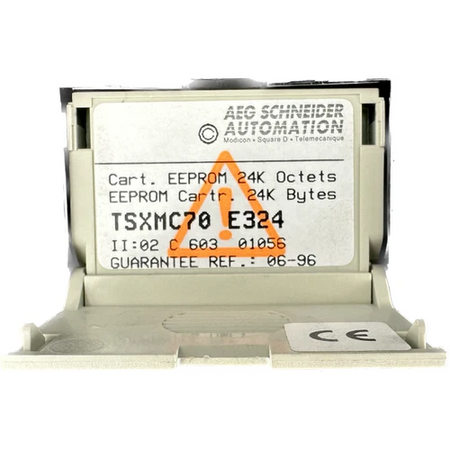 AEG SCHNEIDER
AUTOMATION
Modicon • Square D • Telemecanique
Cart. EEPROM 24K Octets
EEPROM Cartr. 24K Bytes
TSXMC70 E324
II:02 C 603 01056
GUARANTEE REF.: 06-96
CE